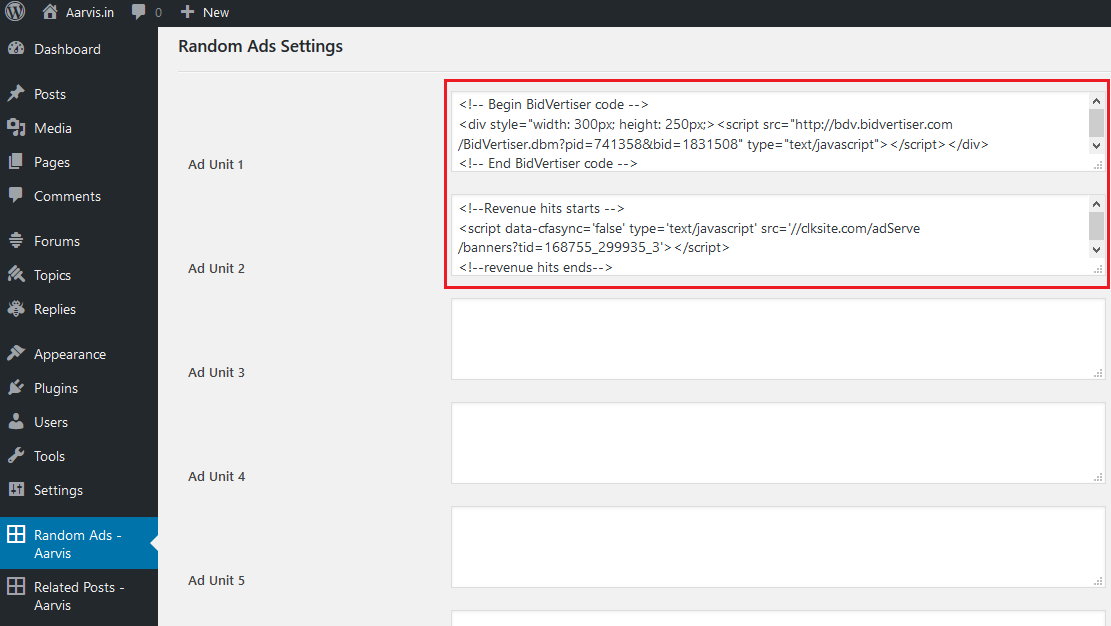 Aarvis.in 0 New
Dashboard
Posts
Media
Pages
Comments
Forums
Topics
Replies
Appearance
Plugins
Users
Tools
Settings
Random Ads -
Aarvis
Related Posts -
Aarvis
Random Ads Settings
Ad Unit 1
<!-- Begin BidVertiser code -->
<div style="width: 300px; height: 250px;><script src="http://bdv.bidvertiser.com
/BidVertiser.dbm?pid=741358&bid=1831508" type="text/javascript"></script></div>
<!-- End BidVertiser code -->
Ad Unit 2
<!--Revenue hits starts -->
<script data-cfasync='false' type='text/javascript' src='//clksite.com/adServe
/banners?tid=168755_299935_3'></script>
<!--revenue hits ends-->
Ad Unit 3
Ad Unit 4
Ad Unit 5